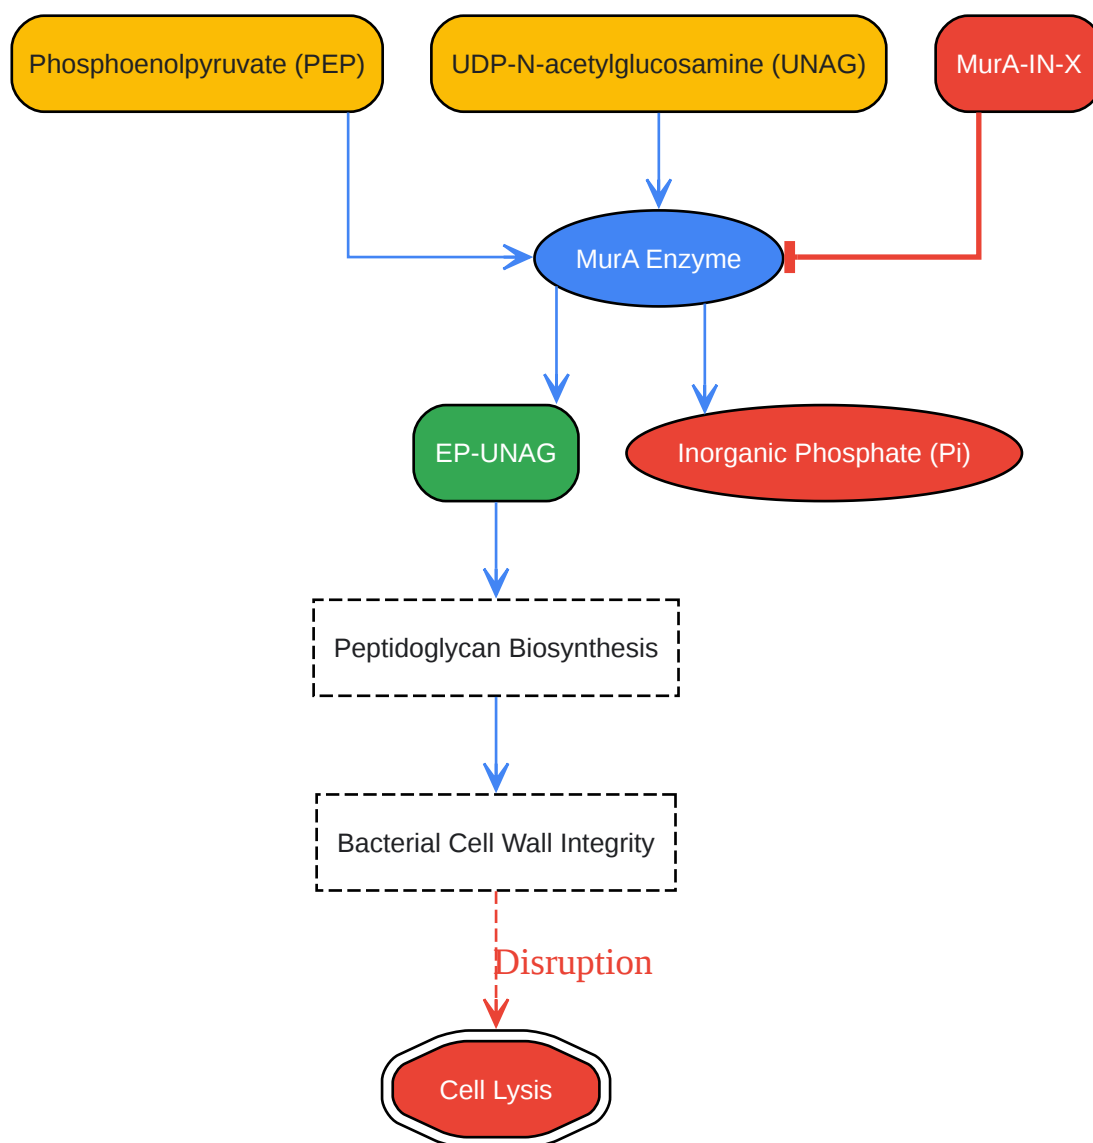 Phosphoenolpyruvate (PEP)
UDP-N-acetylglucosamine (UNAG)
MurA-IN-X
MurA Enzyme
EP-UNAG
Inorganic Phosphate (Pi)
Peptidoglycan Biosynthesis
Bacterial Cell Wall Integrity
Disruption
Cell Lysis